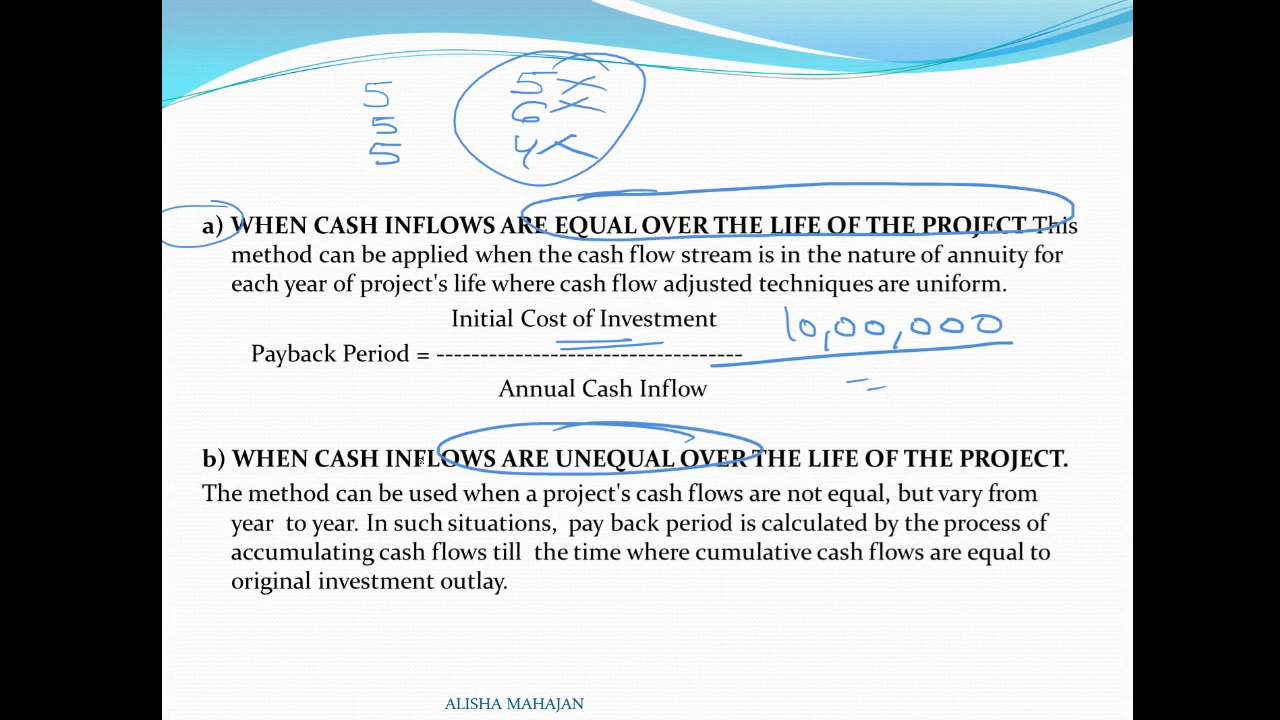 5 5
5 6
5 4
a) WHEN CASH INFLOWS ARE EQUAL OVER THE LIFE OF THE PROJECT This
method can be applied when the cash flow stream is in the nature of annuity for
each year of project's life where cash flow adjusted techniques are uniform.
Initial Cost of Investment 10,00,000
Payback Period = -----------------------------------
Annual Cash Inflow
b) WHEN CASH INFLOWS ARE UNEQUAL OVER THE LIFE OF THE PROJECT.
The method can be used when a project's cash flows are not equal, but vary from
year to year. In such situations, pay back period is calculated by the process of
accumulating cash flows till the time where cumulative cash flows are equal to
original investment outlay.
ALISHA MAHAJAN